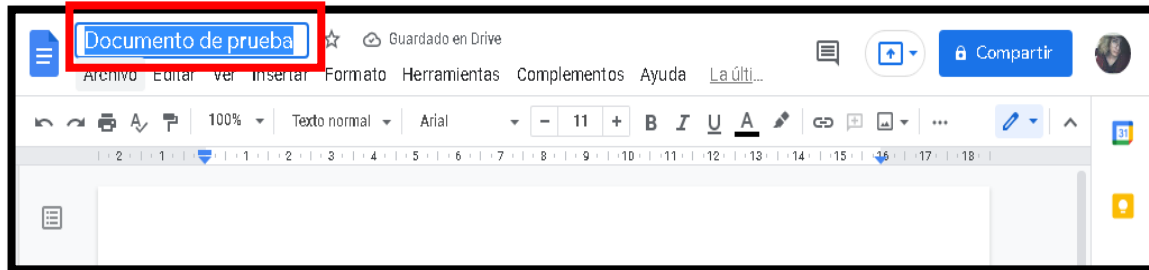 Documento de prueba
Guardado en Drive
Compartir
Archivo Editar Ver Insertar Formato Herramientas Complementos Ayuda La últi...
100% Texto normal Arial - 11 + B I U A ...
31
2 1 1 2 3 4 5 6 7 8 9 10 11 12 13 14 15 16 17 18